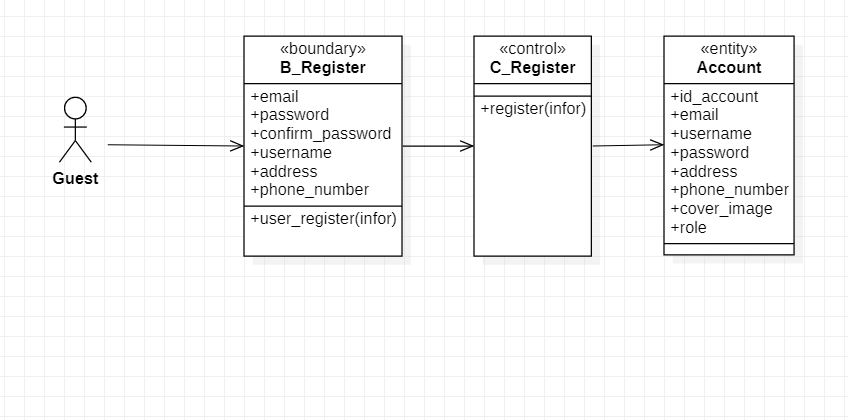 Guest
«boundary»
B_Register
+email
+password
+confirm_password
+username
+address
+phone_number
+user_register(infor)
«control»
C_Register
+register(infor)
«entity»
Account
+id_account
+email
+username
+password
+address
+phone_number
+cover_image
+role